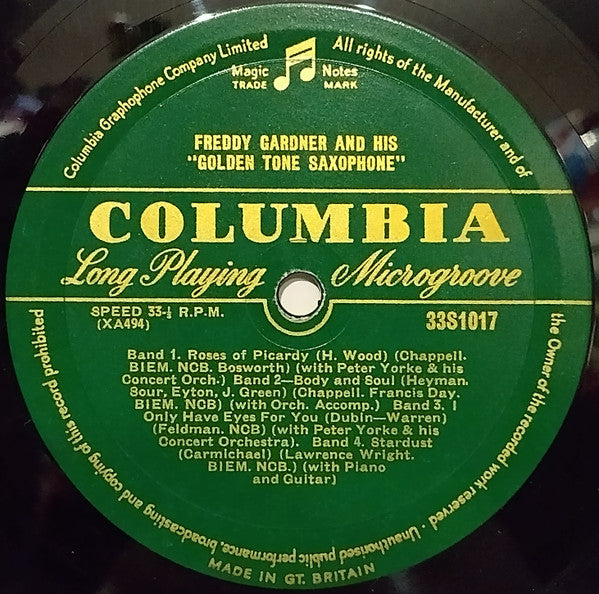 Columbia Graphophone Company Limited
All rights of the Manufacturer and of
the Owner of the recorded work reserved. · Unauthorised public performance, broadcasting and copying of this record prohibited
Magic Notes
TRADE MARK
FREDDY GARDNER AND HIS
"GOLDEN TONE SAXOPHONE"
COLUMBIA
Long Playing Microgroove
SPEED 33-⅓ R.P.M.
(XA494)
33S1017
Band 1. Roses of Picardy (H. Wood) (Chappell.
BIEM. NCB. Bosworth) (with Peter Yorke & his
Concert Orch.) Band 2—Body and Soul (Heyman.
Sour, Eyton, J. Green) (Chappell. Francis Day.
BIEM. NCB) (with Orch. Accomp.) Band 3. I
Only Have Eyes For You (Dubin—Warren)
(Feldman. NCB) (with Peter Yorke & his
Concert Orchestra). Band 4. Stardust
(Carmichael) (Lawrence Wright.
BIEM. NCB.) (with Piano
and Guitar)
MADE IN GT. BRITAIN